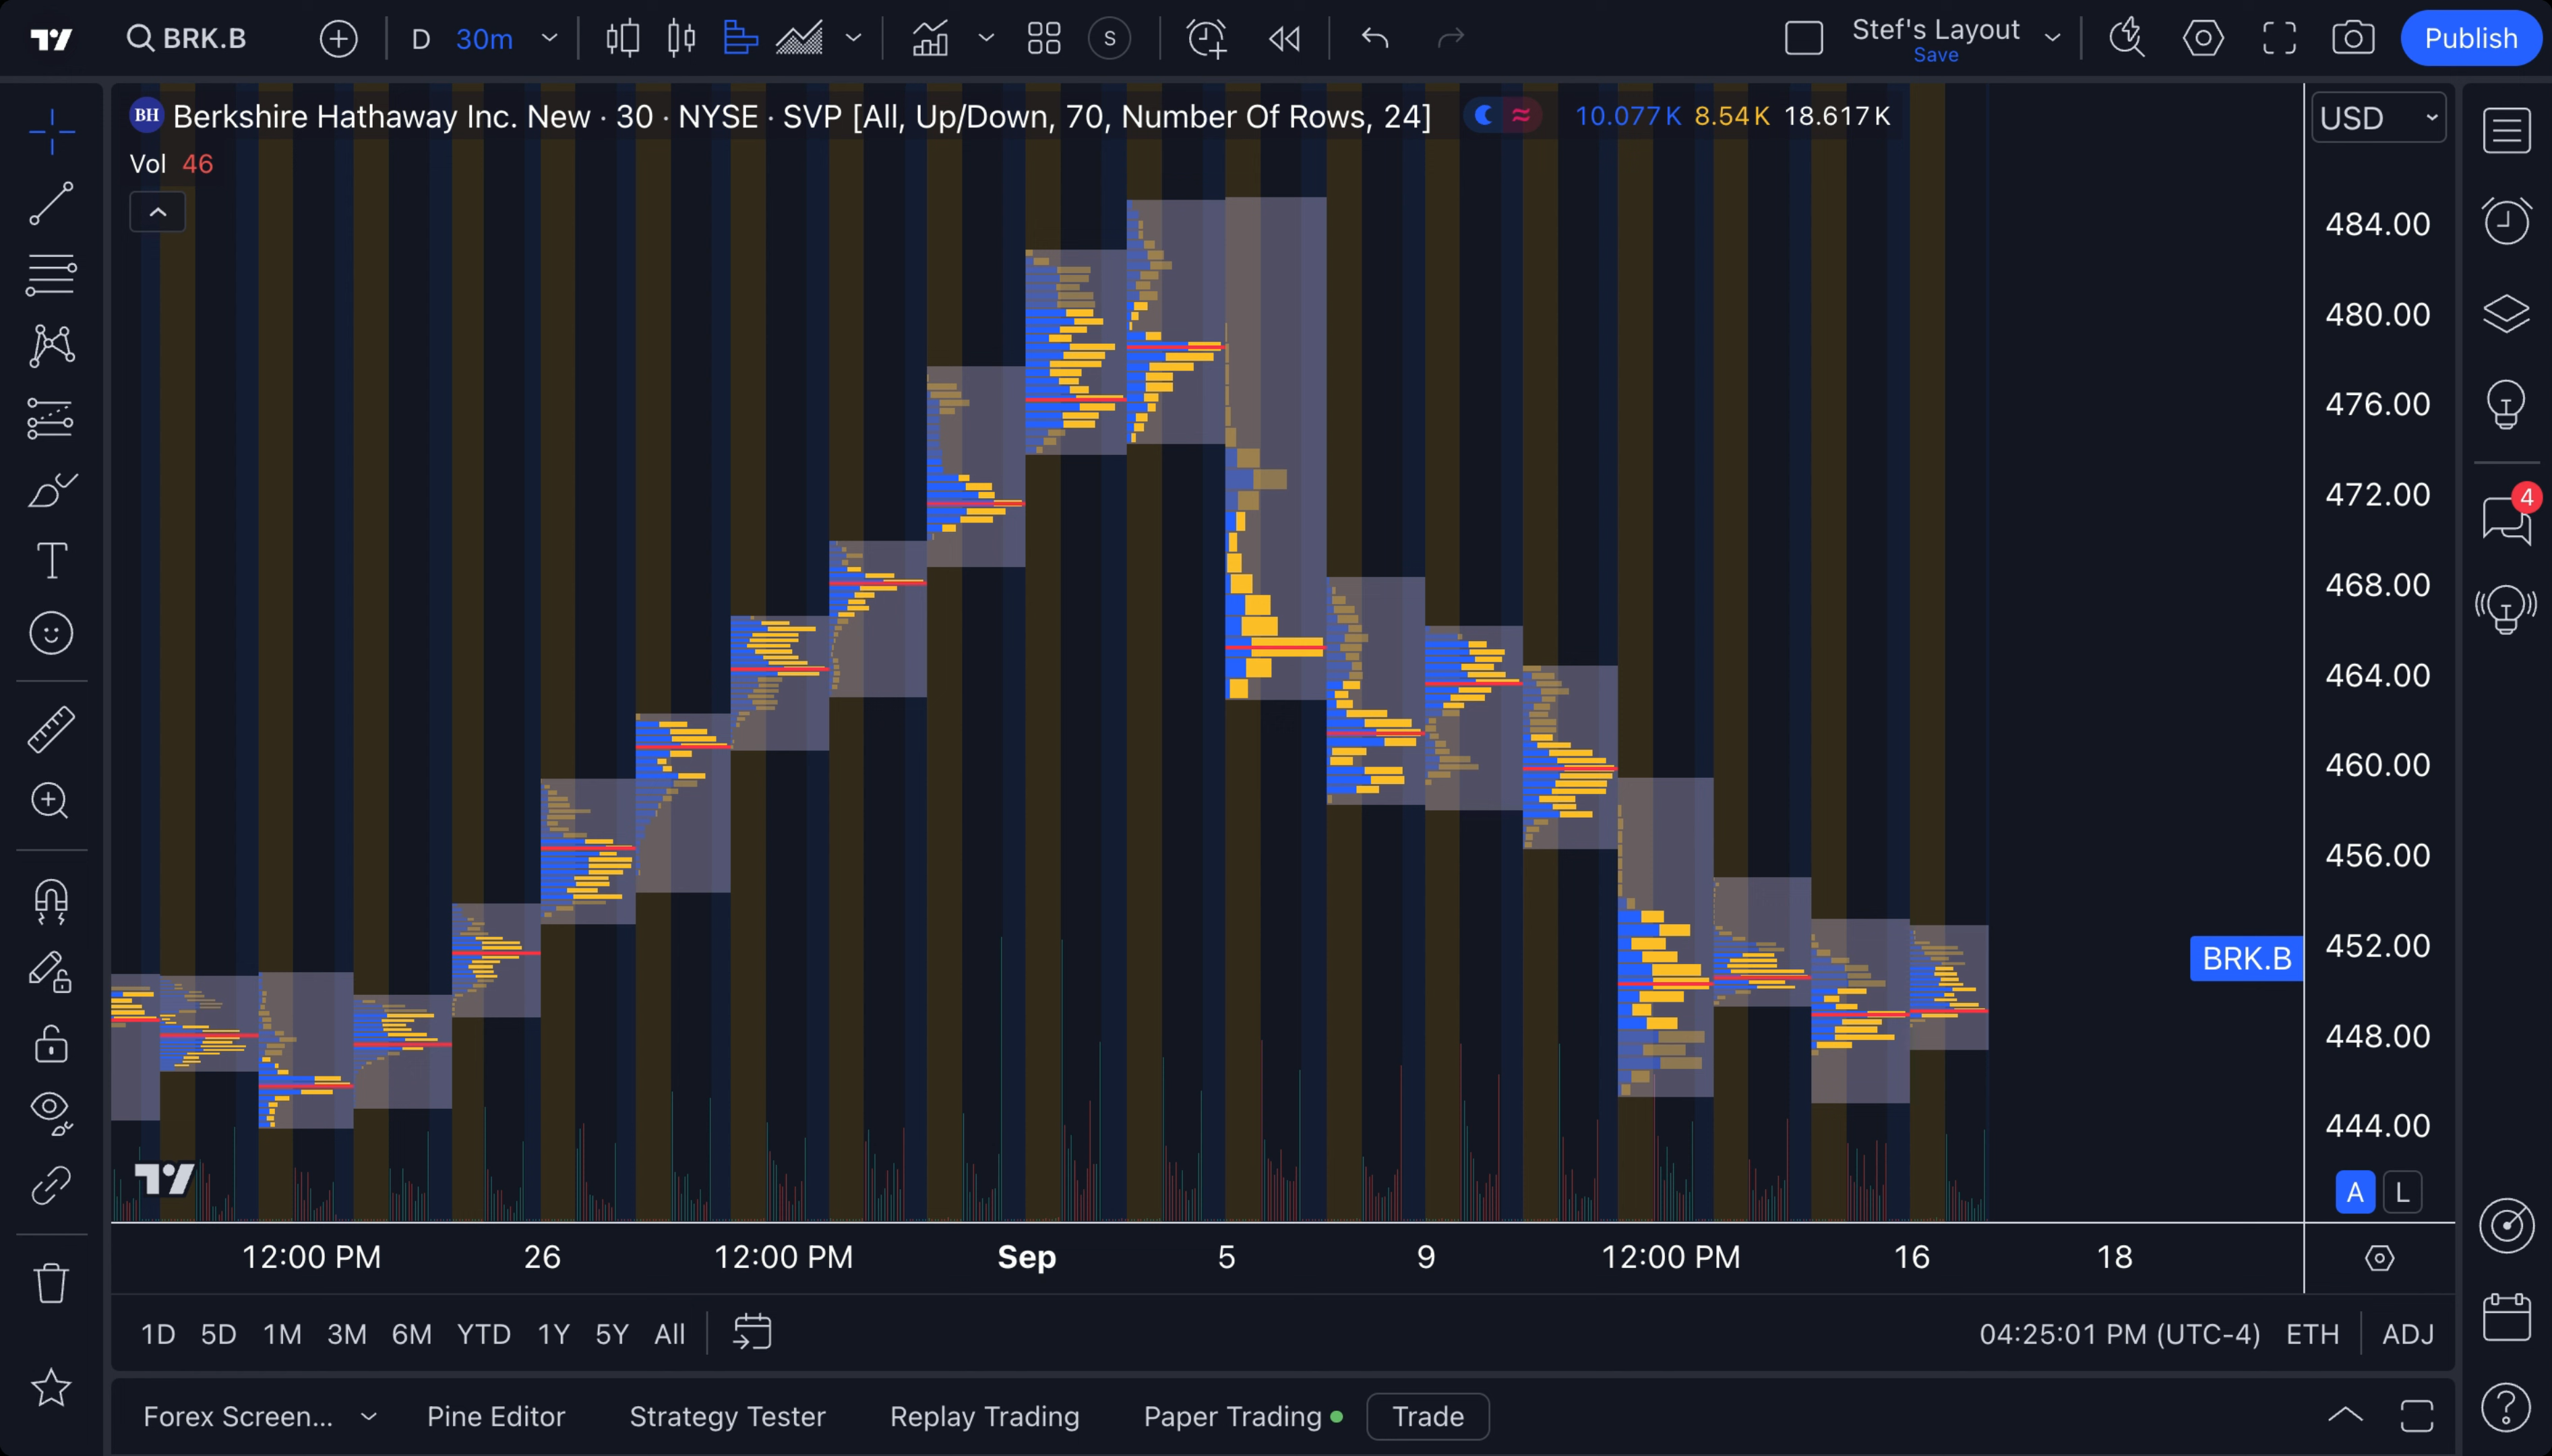 BRK.B D 30m S Stef's Layout Publish
Save
BH Berkshire Hathaway Inc. New · 30 · NYSE · SVP [All, Up/Down, 70, Number Of Rows, 24] 10.077K 8.54K 18.617K USD
Vol 46
484.00
480.00
476.00
472.00
4
468.00
464.00
460.00
456.00
452.00
BRK.B
448.00
444.00
A L
12:00 PM 26 12:00 PM Sep 5 9 12:00 PM 16 18
1D 5D 1M 3M 6M YTD 1Y 5Y All 04:25:01 PM (UTC-4) ETH ADJ
Forex Screen... Pine Editor Strategy Tester Replay Trading Paper Trading Trade